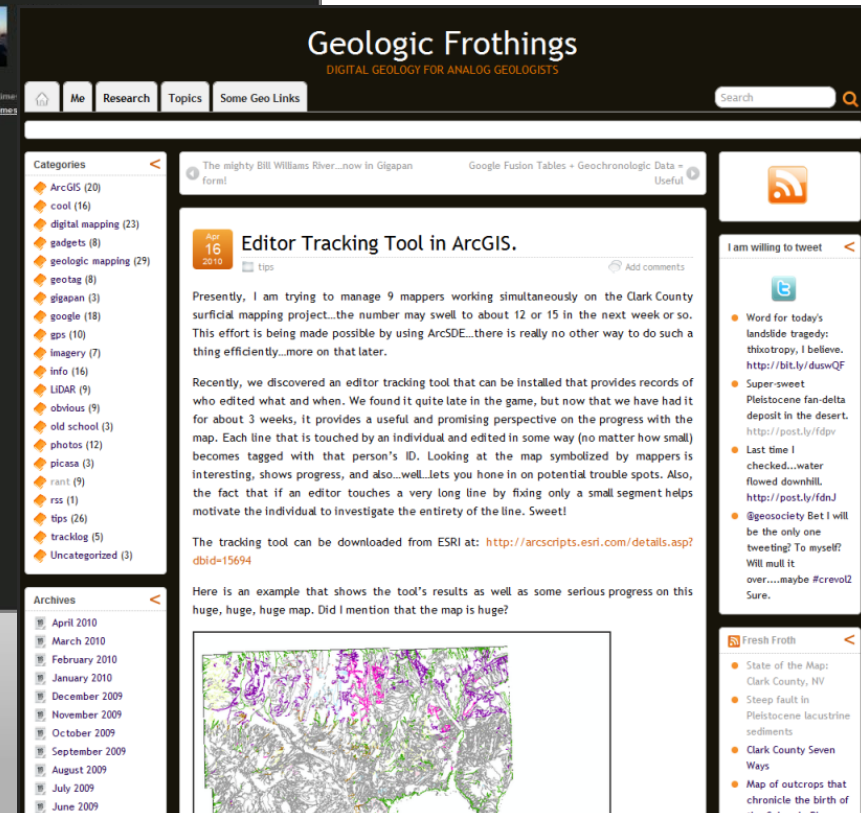 Geologic Frothings
DIGITAL GEOLOGY FOR ANALOG GEOLOGISTS
Me
Research
Topics
Some Geo Links
Search
Categories
ArcGIS (20)
cool (16)
digital mapping (23)
gadgets (8)
geologic mapping (29)
geotag (8)
gigapan (3)
google (18)
gps (10)
imagery (7)
info (16)
LiDAR (9)
obvious (9)
old school (3)
photos (12)
picasa (3)
rant (9)
rss (1)
tips (26)
tracklog (5)
Uncategorized (3)
Archives
April 2010
March 2010
February 2010
January 2010
December 2009
November 2009
October 2009
September 2009
August 2009
July 2009
June 2009
The mighty Bill Williams River...now in Gigapan
form!
Google Fusion Tables + Geochronologic Data =
Useful
Apr
16
2010
Editor Tracking Tool in ArcGIS.
tips
Add comments
Presently, I am trying to manage 9 mappers working simultaneously on the Clark County
surficial mapping project...the number may swell to about 12 or 15 in the next week or so.
This effort is being made possible by using ArcSDE...there is really no other way to do such a
thing efficiently...more on that later.
Recently, we discovered an editor tracking tool that can be installed that provides records of
who edited what and when. We found it quite late in the game, but now that we have had it
for about 3 weeks, it provides a useful and promising perspective on the progress with the
map. Each line that is touched by an individual and edited in some way (no matter how small)
becomes tagged with that person's ID. Looking at the map symbolized by mappers is
interesting, shows progress, and also...well...lets you hone in on potential trouble spots. Also,
the fact that if an editor touches a very long line by fixing only a small segment helps
motivate the individual to investigate the entirety of the line. Sweet!
The tracking tool can be downloaded from ESRI at: http://arcscripts.esri.com/details.asp?
dbid=15694
Here is an example that shows the tool's results as well as some serious progress on this
huge, huge, huge map. Did I mention that the map is huge?
I am willing to tweet
Word for today's
landslide tragedy:
thixotropy, I believe.
http://bit.ly/duswQF
Super-sweet
Pleistocene fan-delta
deposit in the desert.
http://post.ly/fdpv
Last time I
checked...water
flowed downhill.
http://post.ly/fdnJ
@geosociety Bet I will
be the only one
tweeting? To myself?
Will mull it
over....maybe #crevol2
Sure.
Fresh Froth
State of the Map:
Clark County, NV
Steep fault in
Pleistocene lacustrine
sediments
Clark County Seven
Ways
Map of outcrops that
chronicle the birth of